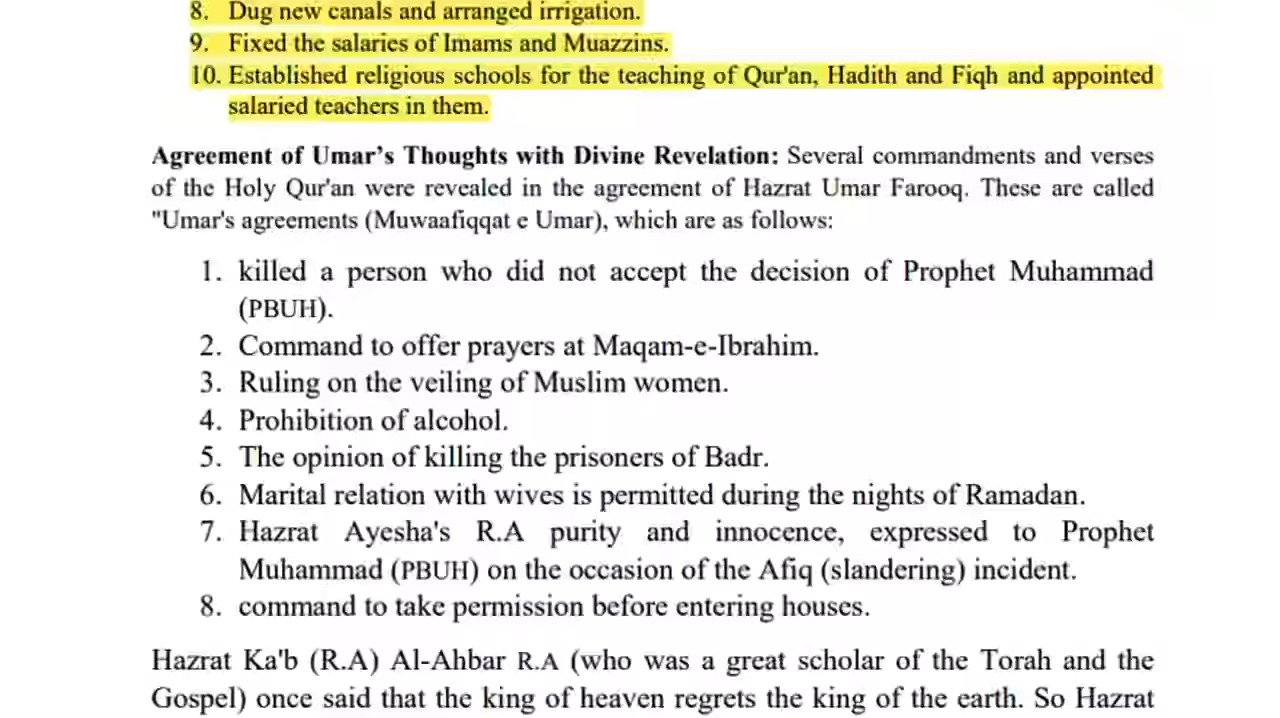 8. Dug new canals and arranged irrigation.
9. Fixed the salaries of Imams and Muazzins.
10. Established religious schools for the teaching of Qur'an, Hadith and Fiqh and appointed
salaried teachers in them.
Agreement of Umar's Thoughts with Divine Revelation: Several commandments and verses
of the Holy Qur'an were revealed in the agreement of Hazrat Umar Farooq. These are called
"Umar's agreements (Muwaafiqqat e Umar), which are as follows:
1. killed a person who did not accept the decision of Prophet Muhammad
(PBUH).
2. Command to offer prayers at Maqam-e-Ibrahim.
3. Ruling on the veiling of Muslim women.
4. Prohibition of alcohol.
5. The opinion of killing the prisoners of Badr.
6. Marital relation with wives is permitted during the nights of Ramadan.
7. Hazrat Ayesha's R.A purity and innocence, expressed to Prophet
Muhammad (PBUH) on the occasion of the Afiq (slandering) incident.
8. command to take permission before entering houses.
Hazrat Ka'b (R.A) Al-Ahbar R.A (who was a great scholar of the Torah and the
Gospel) once said that the king of heaven regrets the king of the earth. So Hazrat